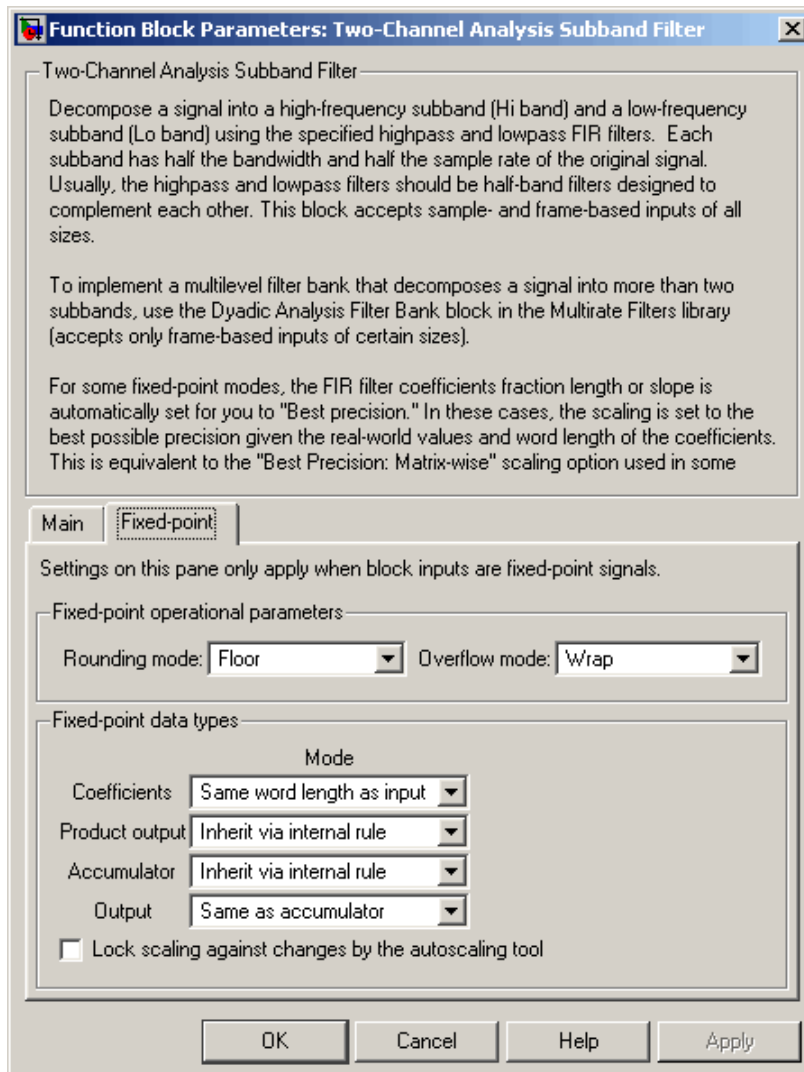 Function Block Parameters: Two-Channel Analysis Subband Filter
Two-Channel Analysis Subband Filter
Decompose a signal into a high-frequency subband (Hi band) and a low-frequency
subband (Lo band) using the specified highpass and lowpass FIR filters.  Each
subband has half the bandwidth and half the sample rate of the original signal.
Usually, the highpass and lowpass filters should be half-band filters designed to
complement each other. This block accepts sample- and frame-based inputs of all
sizes.
To implement a multilevel filter bank that decomposes a signal into more than two
subbands, use the Dyadic Analysis Filter Bank block in the Multirate Filters library
(accepts only frame-based inputs of certain sizes).
For some fixed-point modes, the FIR filter coefficients fraction length or slope is
automatically set for you to "Best precision." In these cases, the scaling is set to the
best possible precision given the real-world values and word length of the coefficients.
This is equivalent to the "Best Precision: Matrix-wise" scaling option used in some
Main Fixed-point
Settings on this pane only apply when block inputs are fixed-point signals.
Fixed-point operational parameters
Rounding mode: Floor Overflow mode: Wrap
Fixed-point data types
Mode
Coefficients Same word length as input
Product output Inherit via internal rule
Accumulator Inherit via internal rule
Output Same as accumulator
Lock scaling against changes by the autoscaling tool
OK Cancel Help Apply